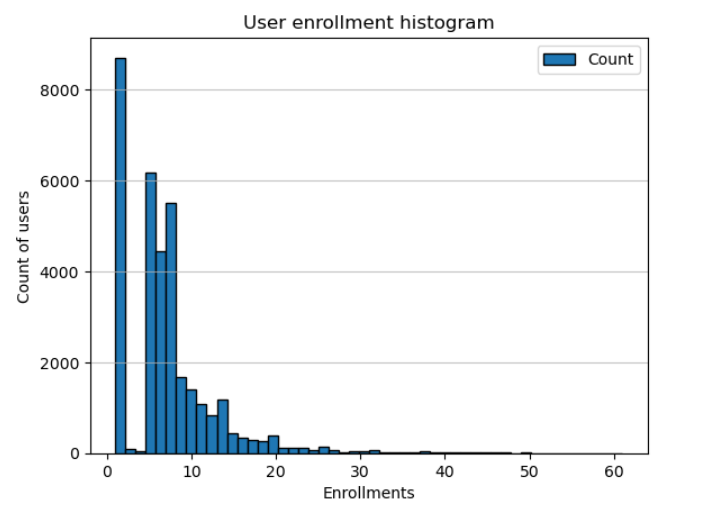 User enrollment histogram
Count
8000
6000
4000
2000
0
Count of users
0 10 20 30 40 50 60
Enrollments